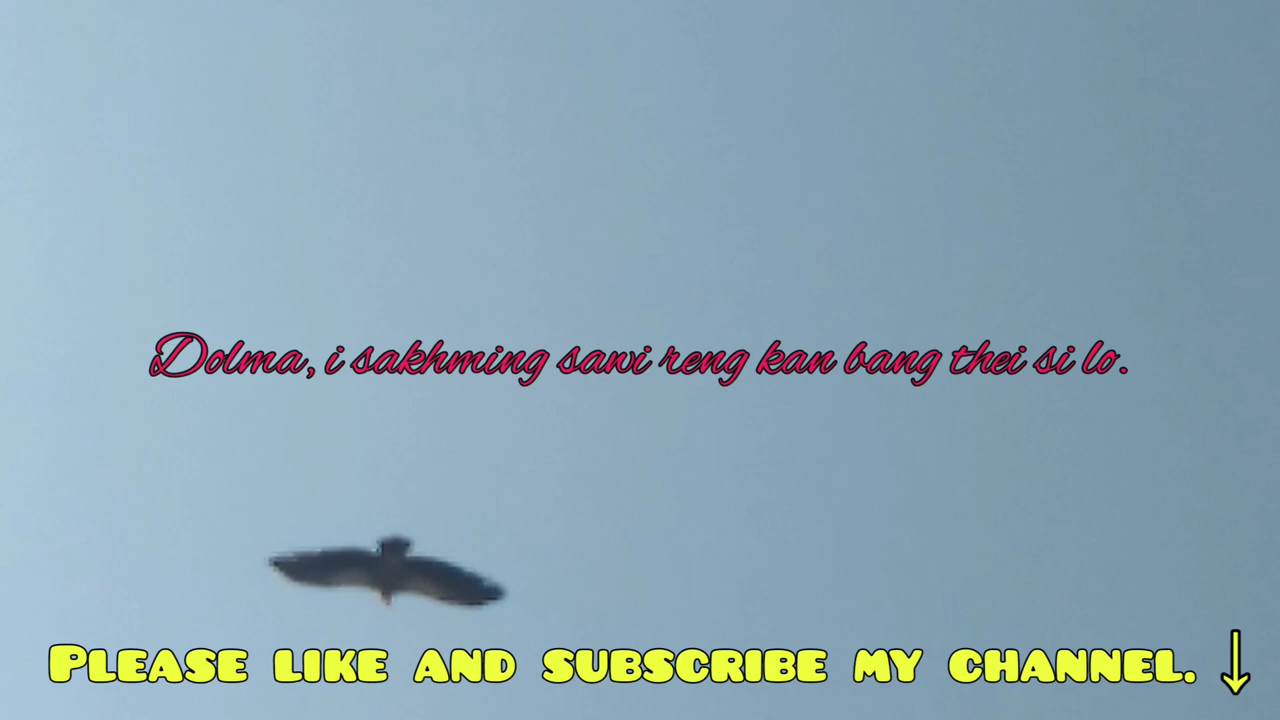 Dolma, i sakhming sawi reng kan bang thei si lo.
Please like and subscribe my channel. ↓